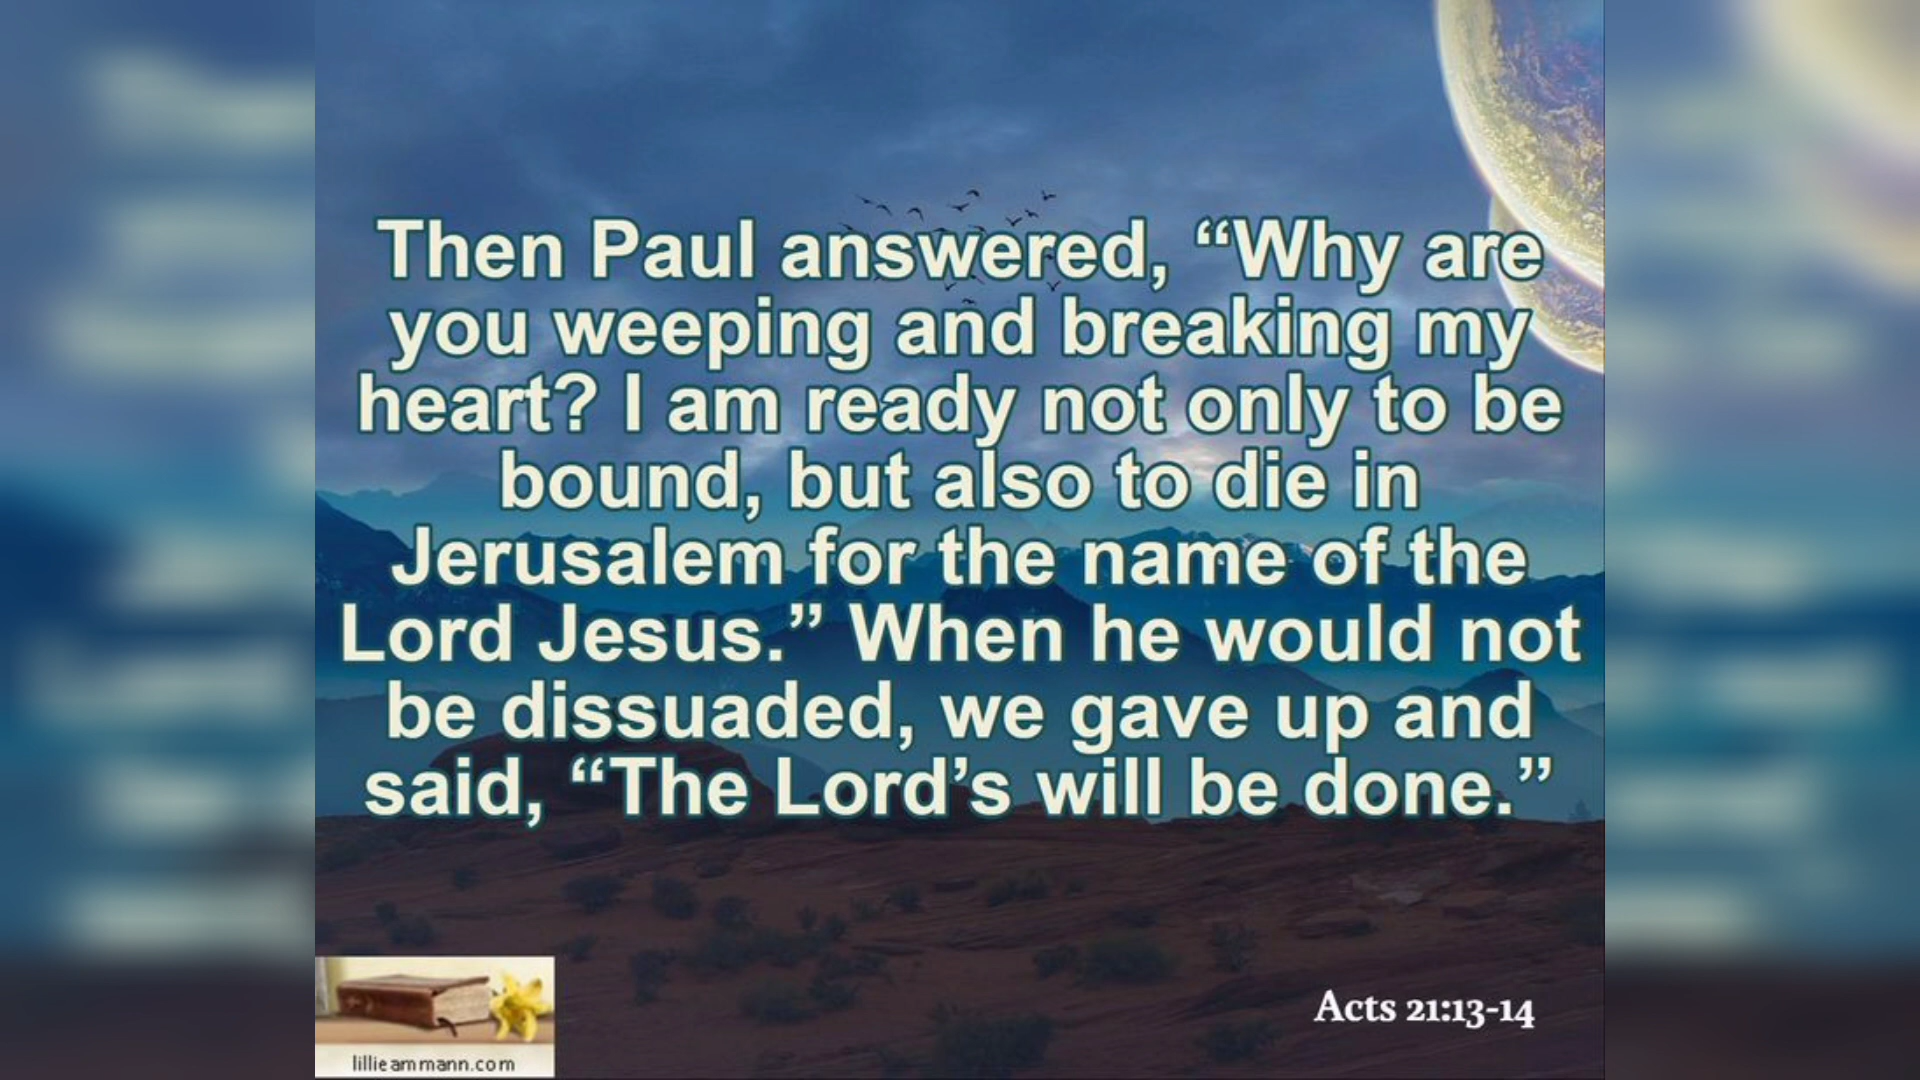 Then Paul answered, “Why are
you weeping and breaking my
heart? I am ready not only to be
bound, but also to die in
Jerusalem for the name of the
Lord Jesus.” When he would not
be dissuaded, we gave up and
said, “The Lord’s will be done.”
Acts 21:13-14
lillieammann.com